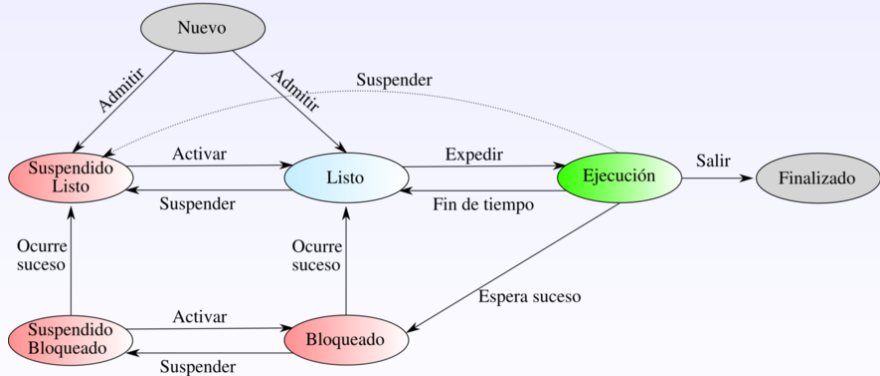 Nuevo
Admitir
Admitir
Suspender
Suspendido
Listo
Activar
Suspender
Listo
Expedir
Fin de tiempo
Ejecución
Salir
Finalizado
Ocurre
suceso
Ocurre
suceso
Espera suceso
Suspendido
Bloqueado
Activar
Suspender
Bloqueado